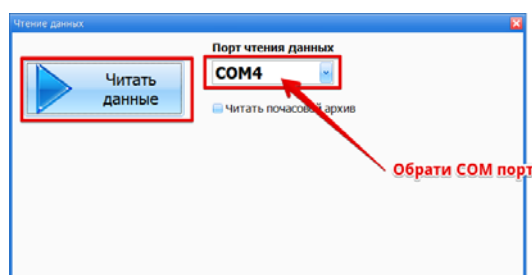 Чтение данных
Порт чтения данных
COM4
Читать
данные
Читать почасовой архив
Обрати COM порт